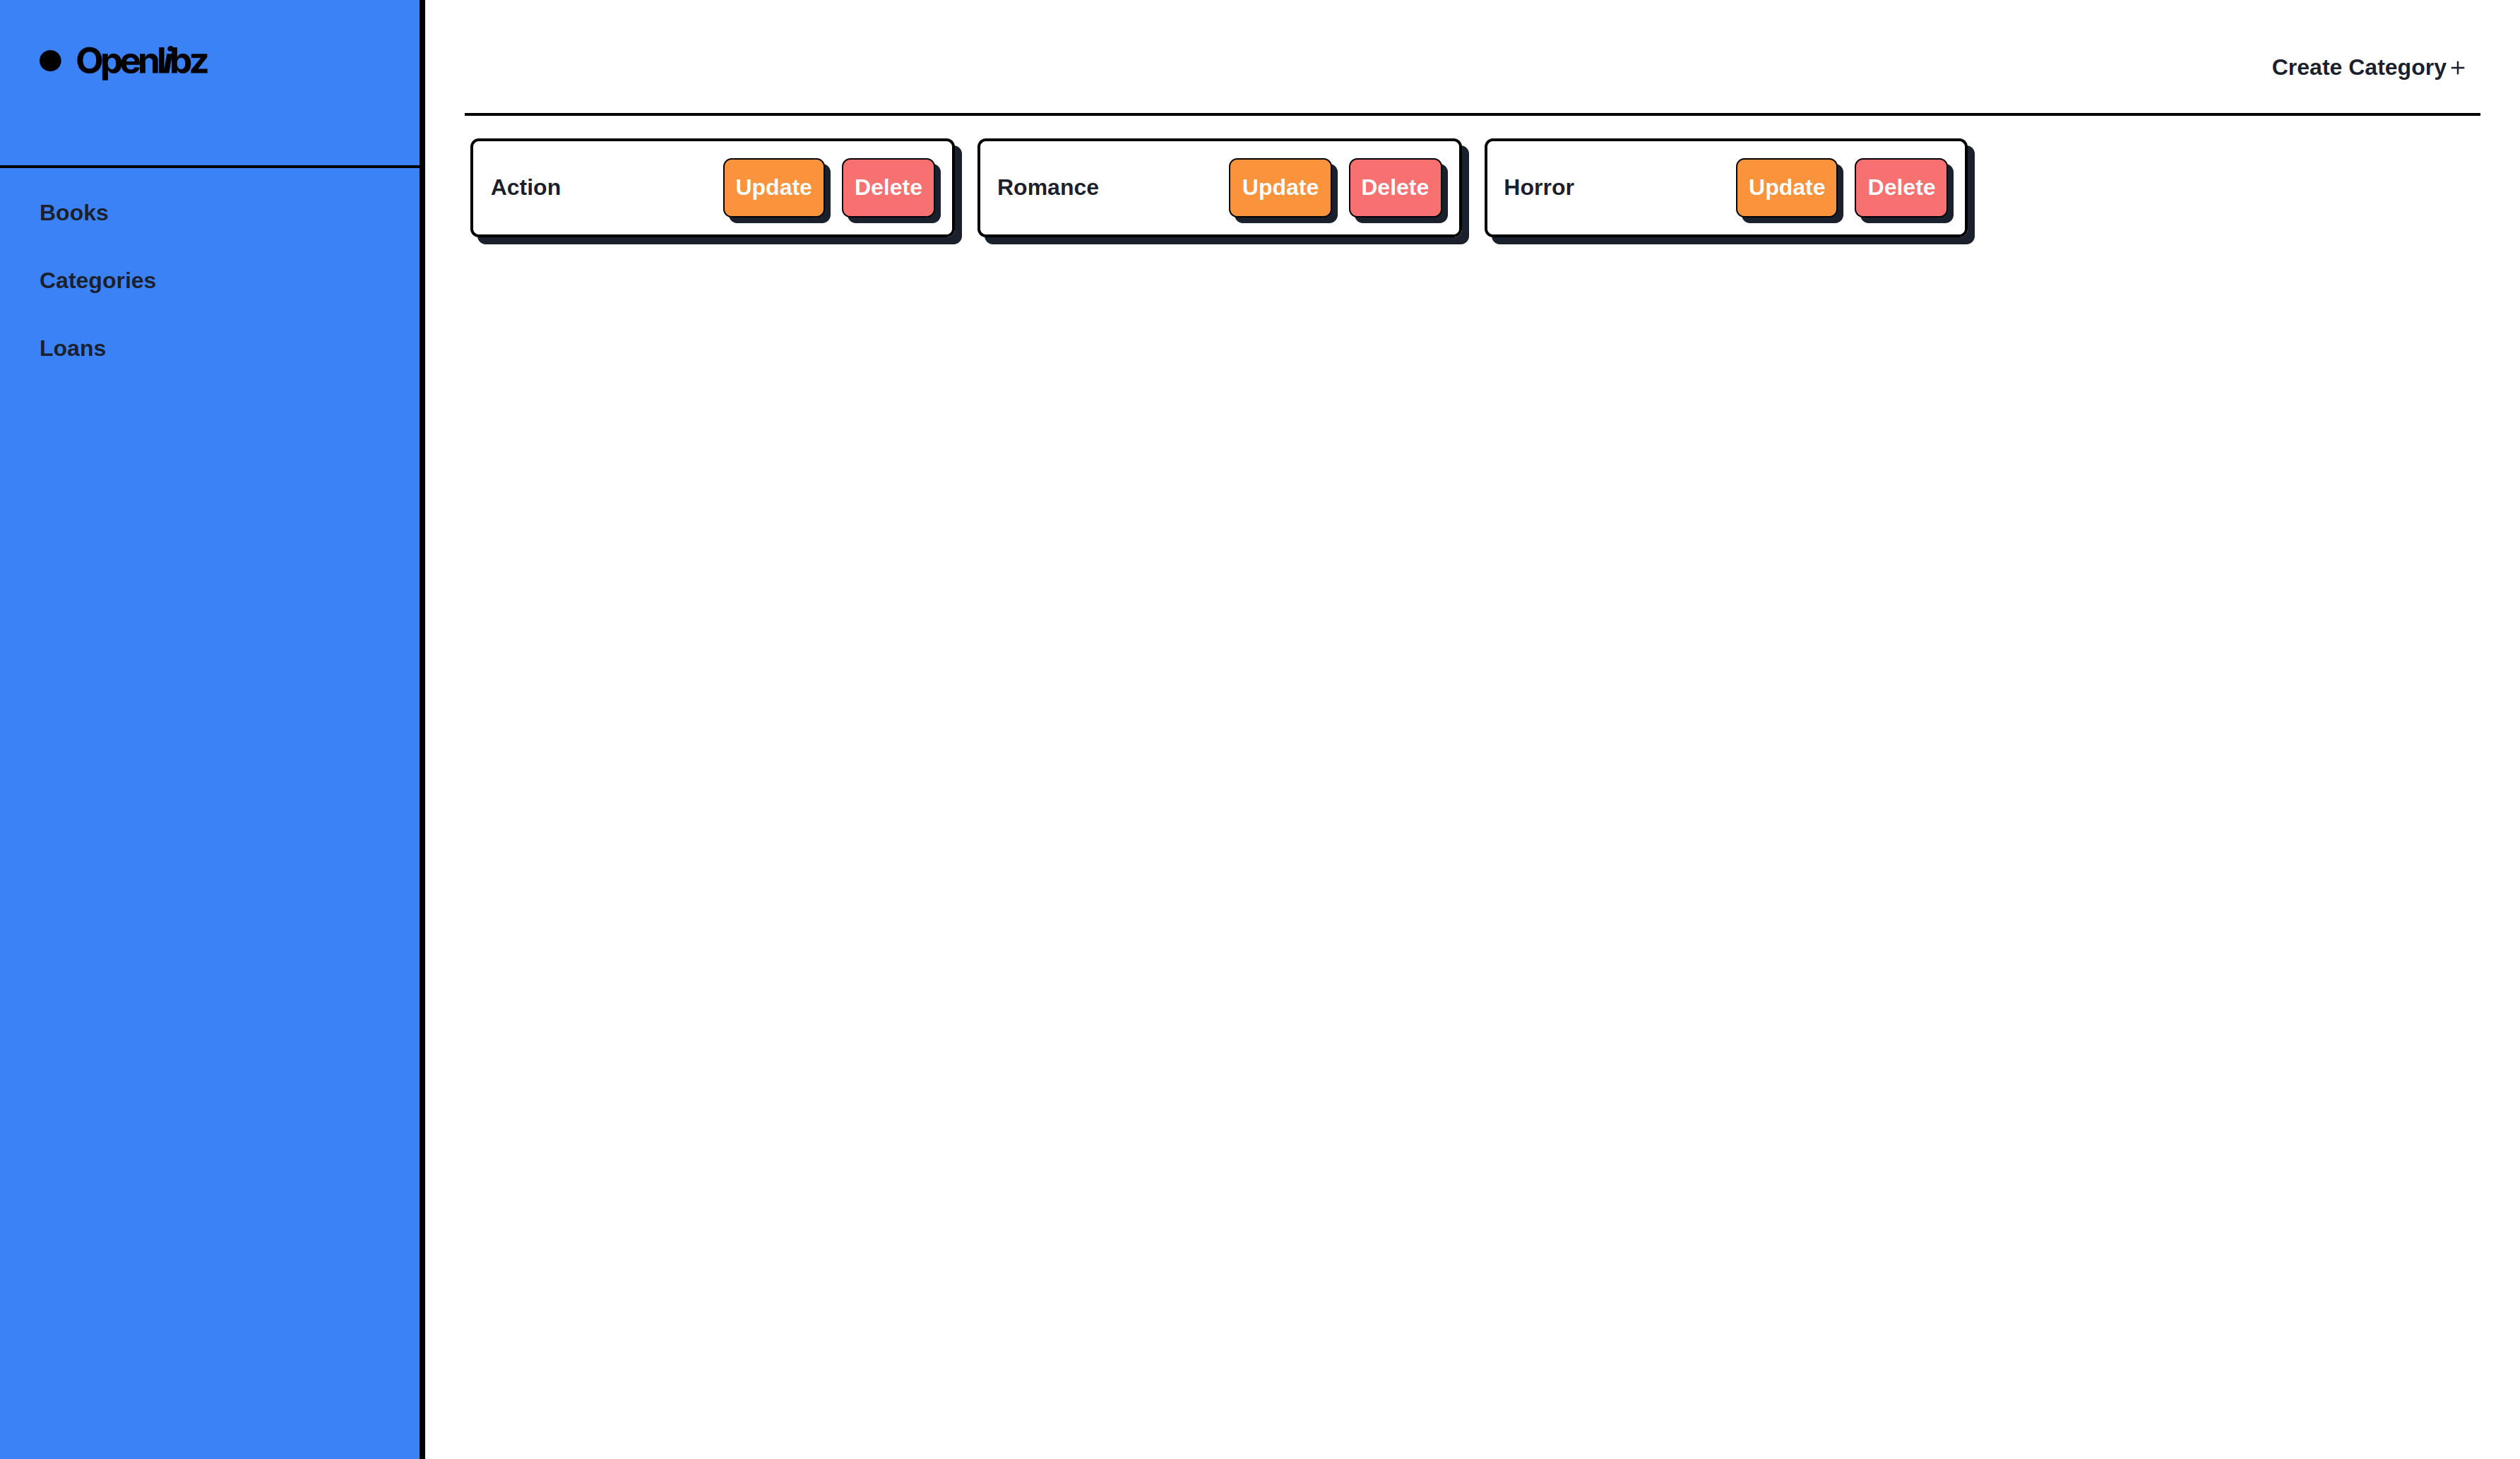 Openlibz
Create Category +
Books
Categories
Loans
Action Update Delete
Romance Update Delete
Horror Update Delete